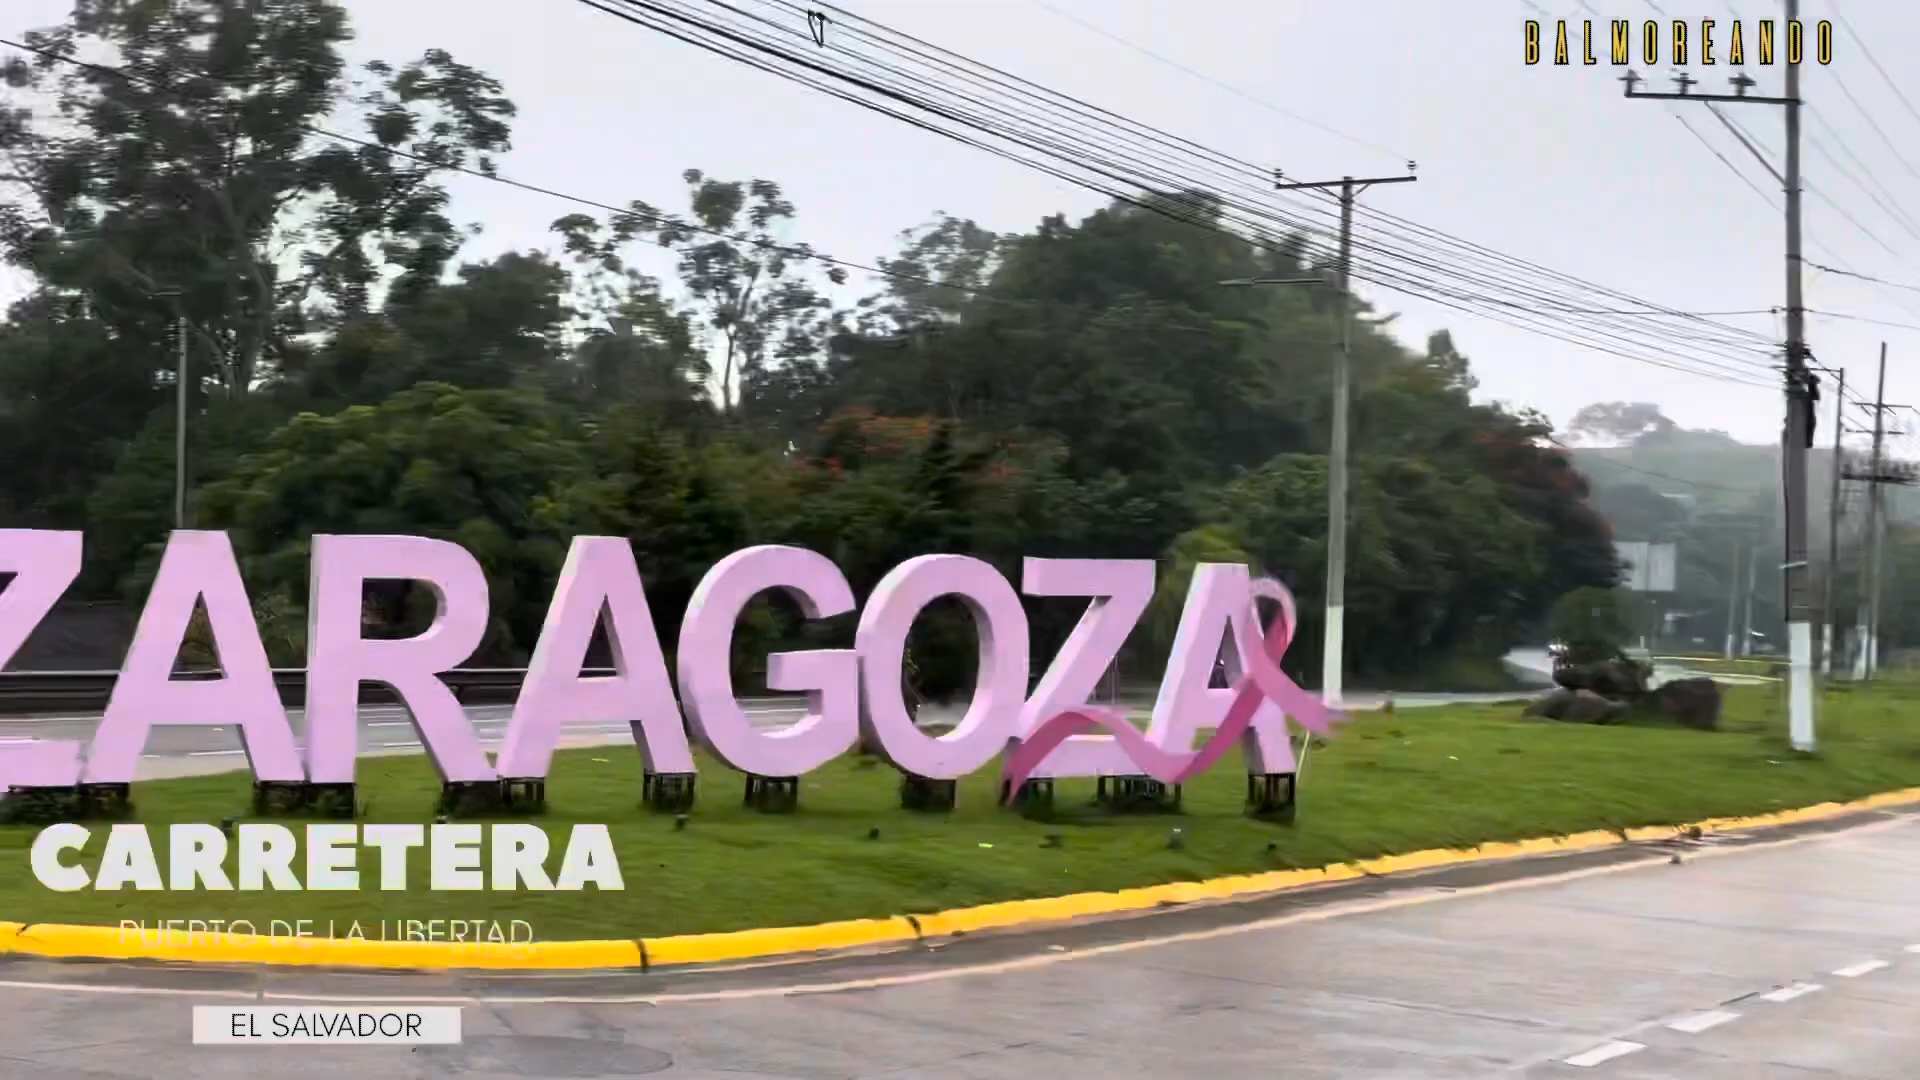 BALMOREANDO
ZARAGOZA
CARRETERA
PUERTO DE LA LIBERTAD
EL SALVADOR